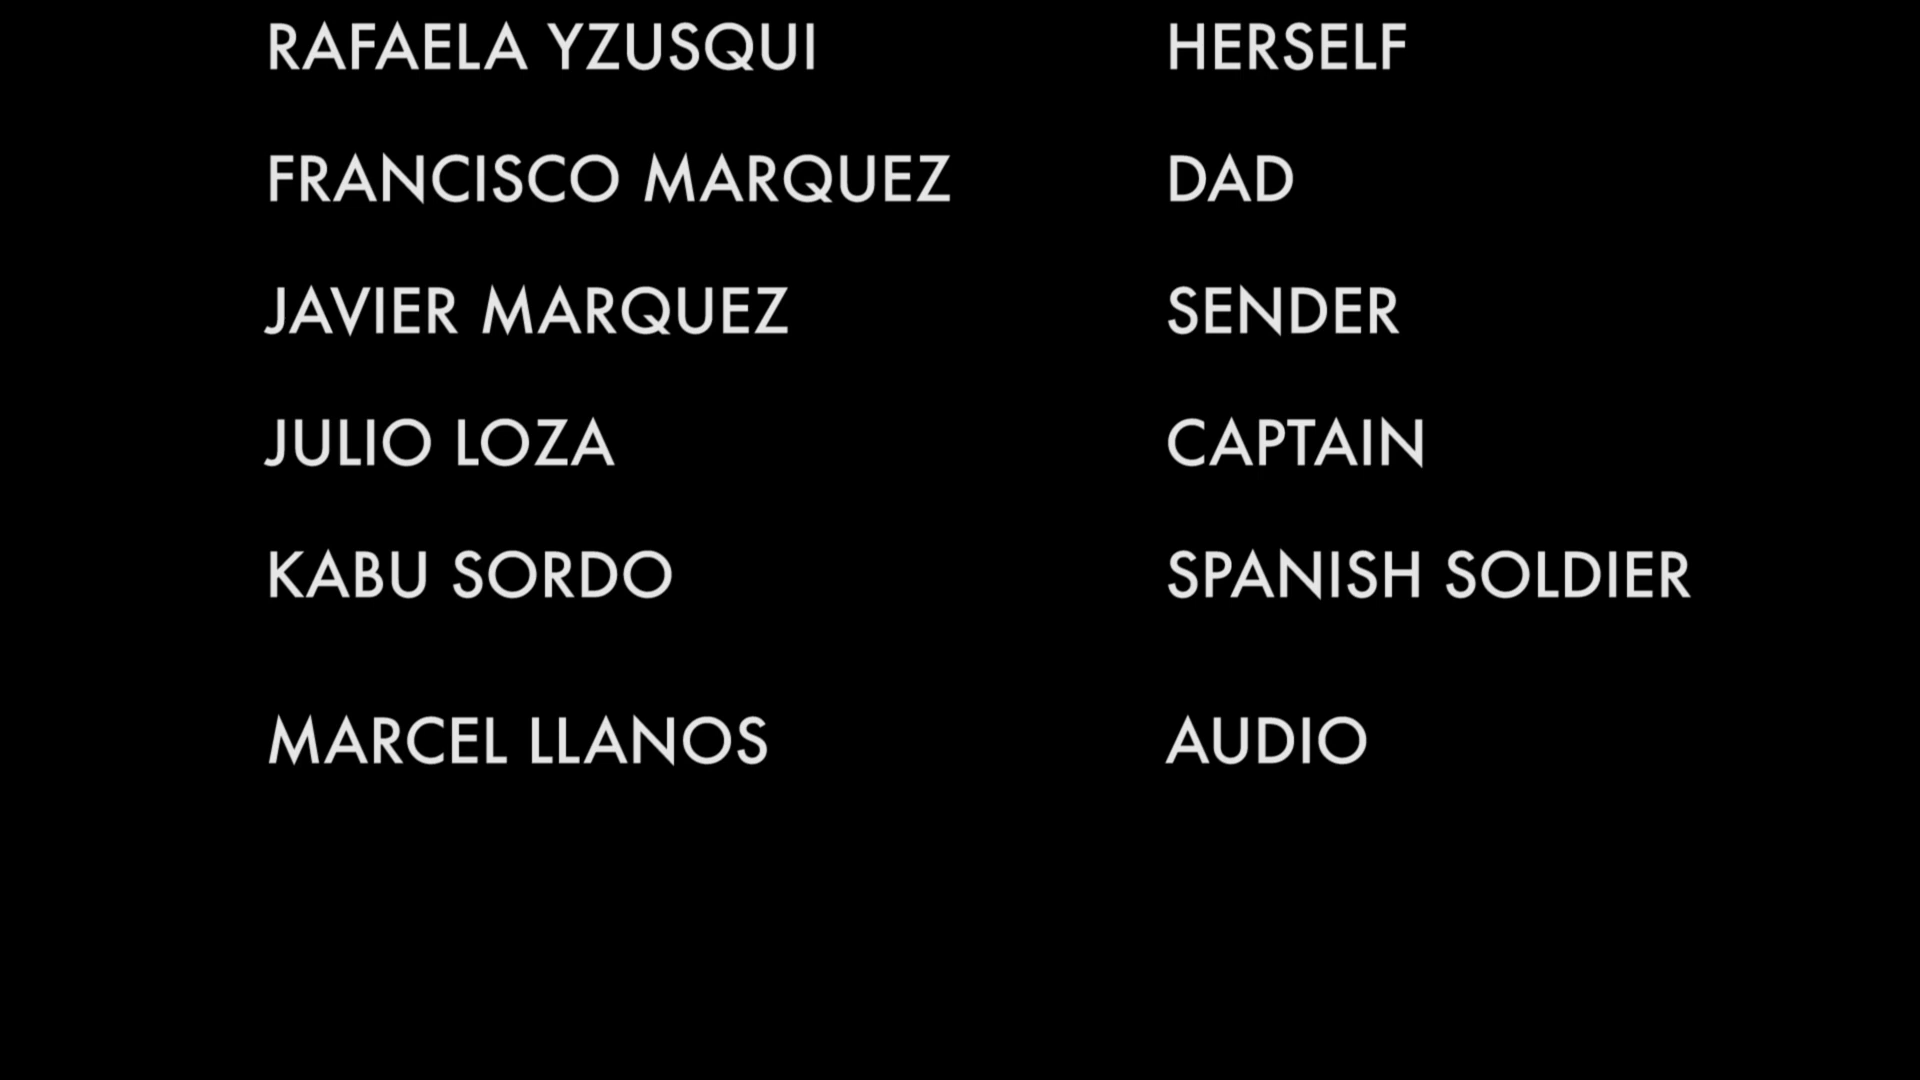 RAFAELA YZUSQUI HERSELF
FRANCISCO MARQUEZ DAD
JAVIER MARQUEZ SENDER
JULIO LOZA CAPTAIN
KABU SORDO SPANISH SOLDIER
MARCEL LLANOS AUDIO